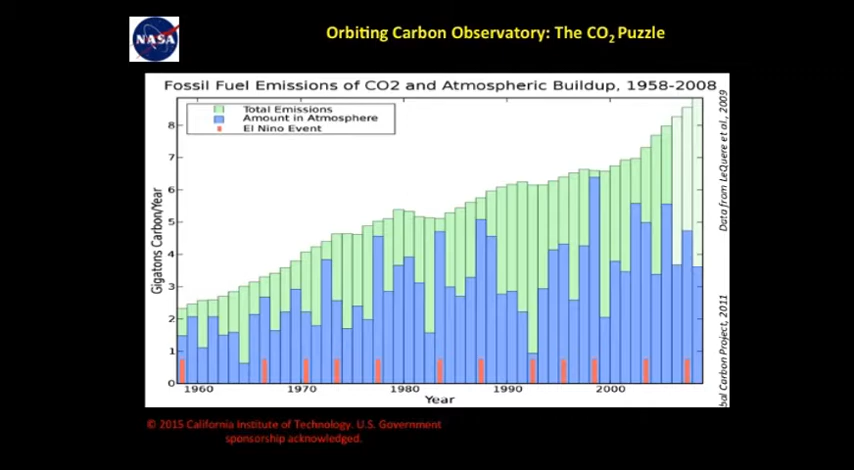 NASA
Orbiting Carbon Observatory: The CO2 Puzzle
Fossil Fuel Emissions of CO2 and Atmospheric Buildup, 1958-2008
Total Emissions
Amount in Atmosphere
El Nino Event
Gigatons Carbon/Year
8
7
6
5
4
3
2
1
0
1960 1970 1980 1990 2000
Year
Data from LeQuere et al., 2009
Carbon Project, 2011
© 2015 California Institute of Technology. U.S. Government
sponsorship acknowledged.